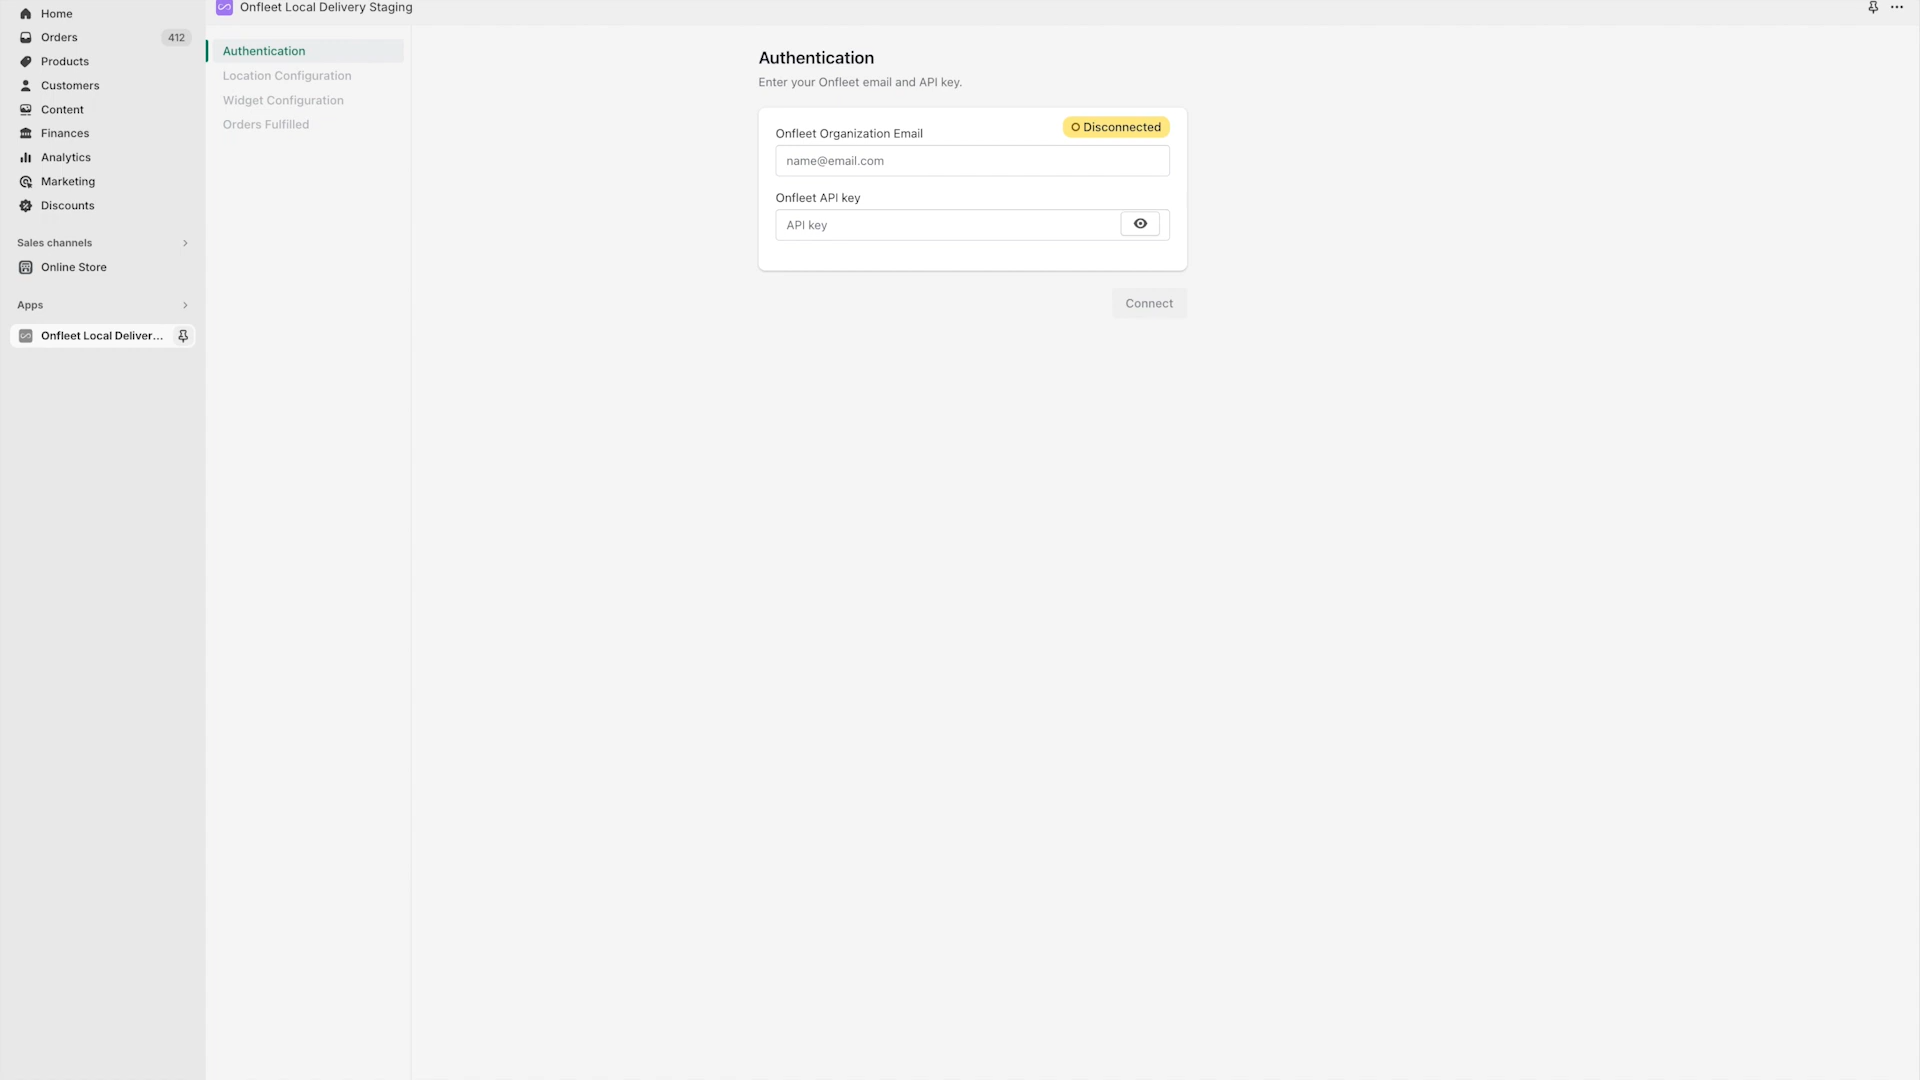 Home
Orders 412
Products
Customers
Content
Finances
Analytics
Marketing
Discounts
Sales channels
Online Store
Apps
Onfleet Local Deliver...
Onfleet Local Delivery Staging
Authentication
Location Configuration
Widget Configuration
Orders Fulfilled
Authentication
Enter your Onfleet email and API key.
Onfleet Organization Email
Disconnected
name@email.com
Onfleet API key
API key
Connect